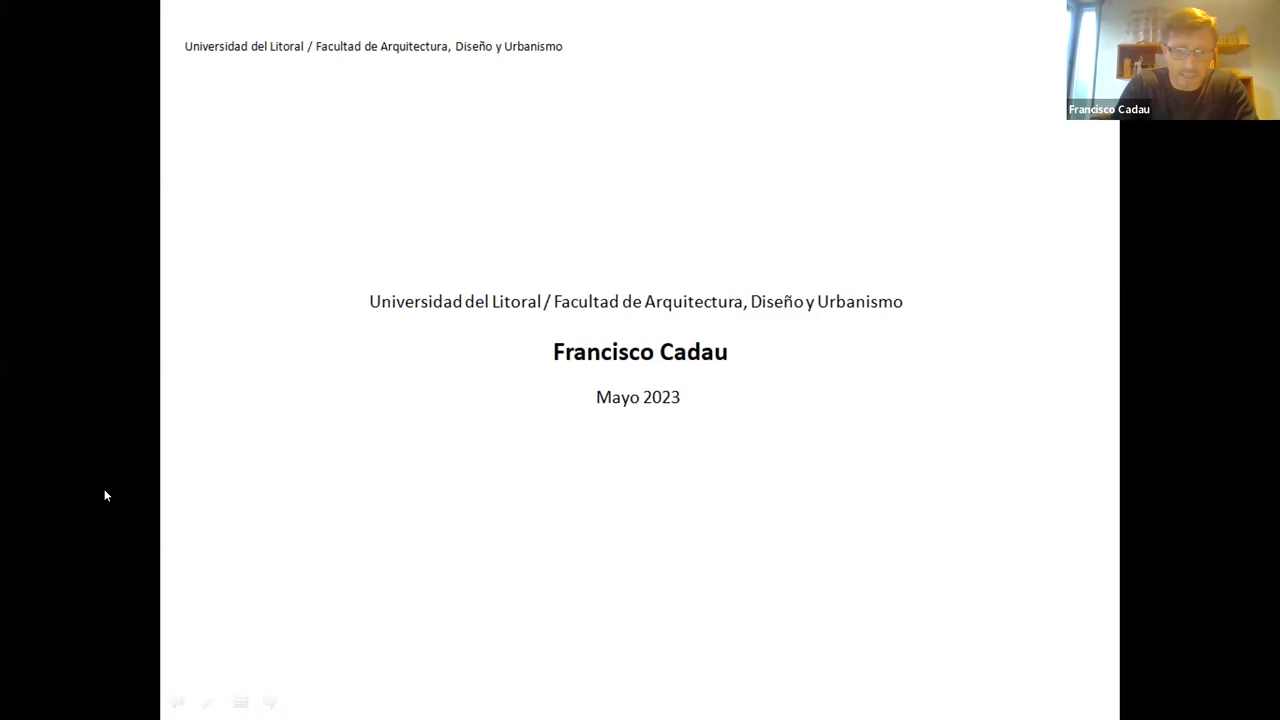 Universidad del Litoral / Facultad de Arquitectura, Diseño y Urbanismo
Francisco Cadau
Universidad del Litoral / Facultad de Arquitectura, Diseño y Urbanismo
Francisco Cadau
Mayo 2023